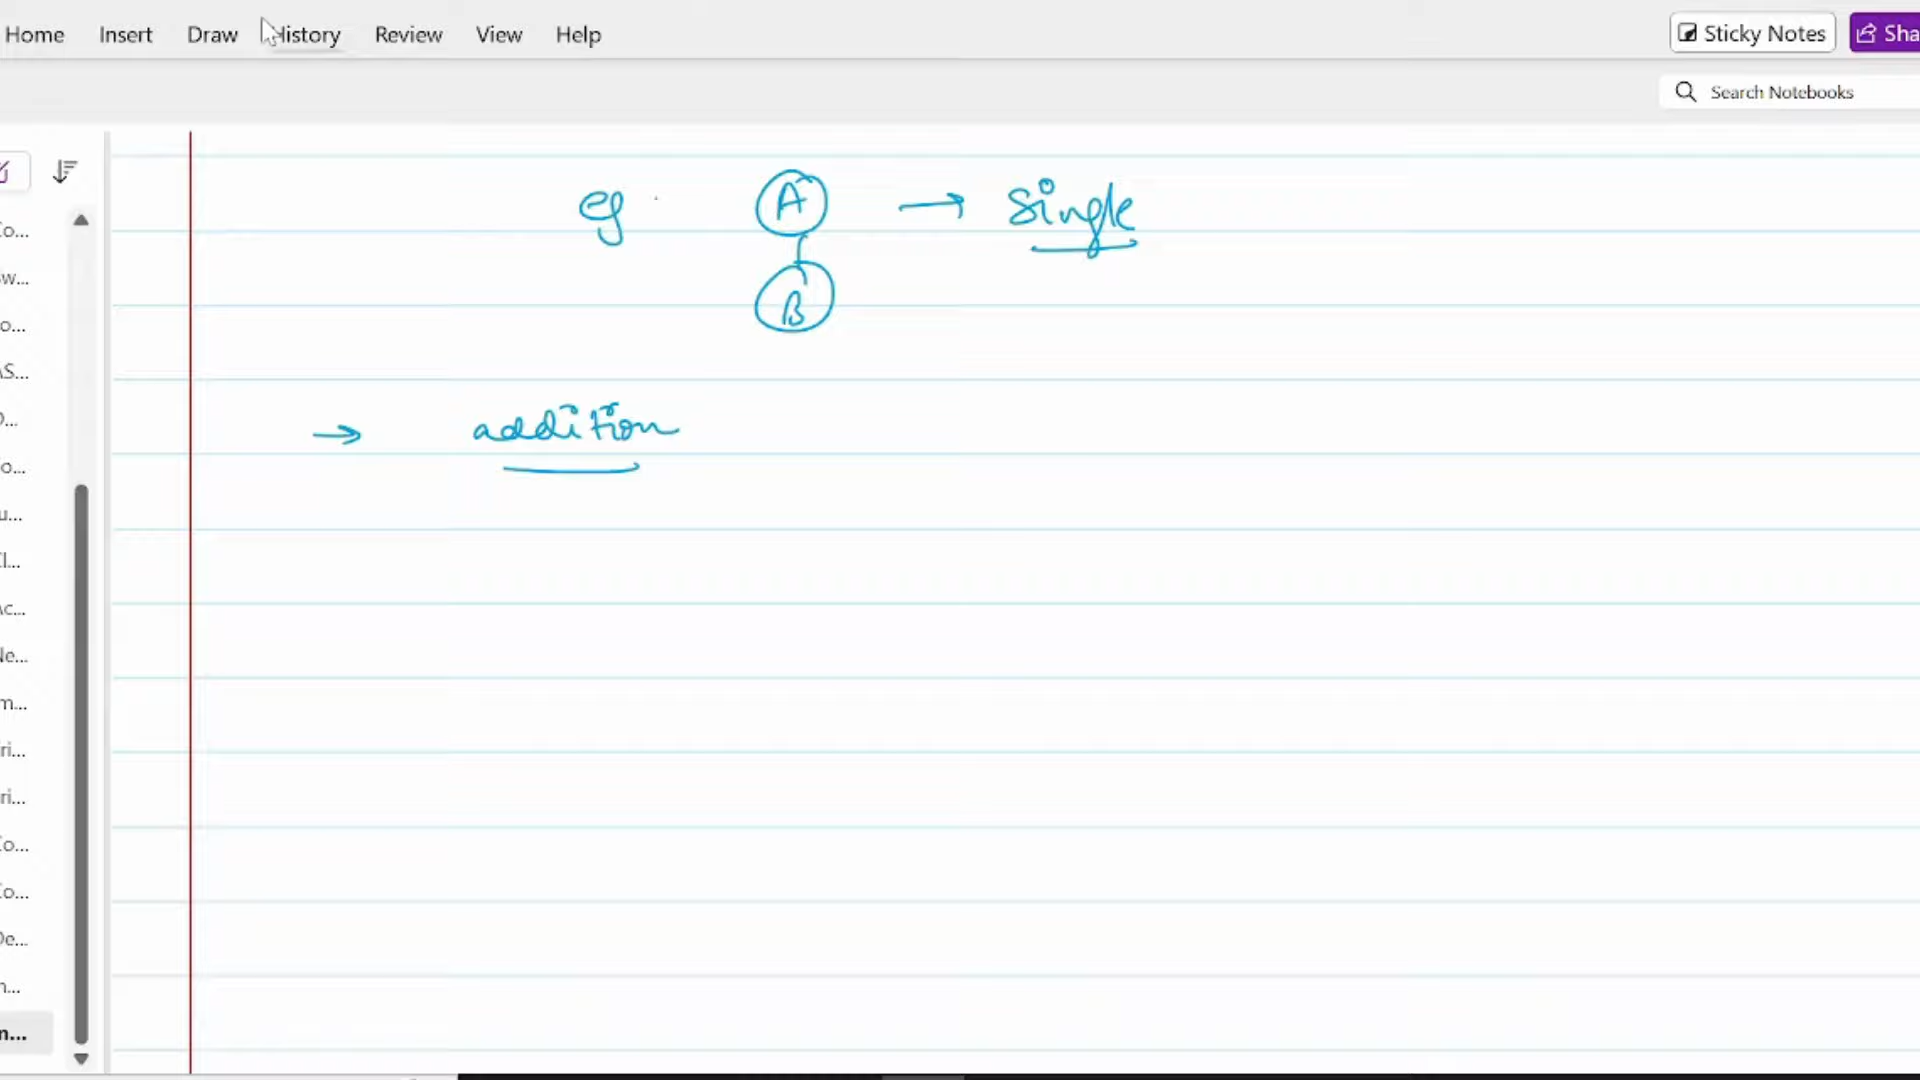 Home Insert Draw History Review View Help Sticky Notes
Search Notebooks
eg A → single
B
→ addition